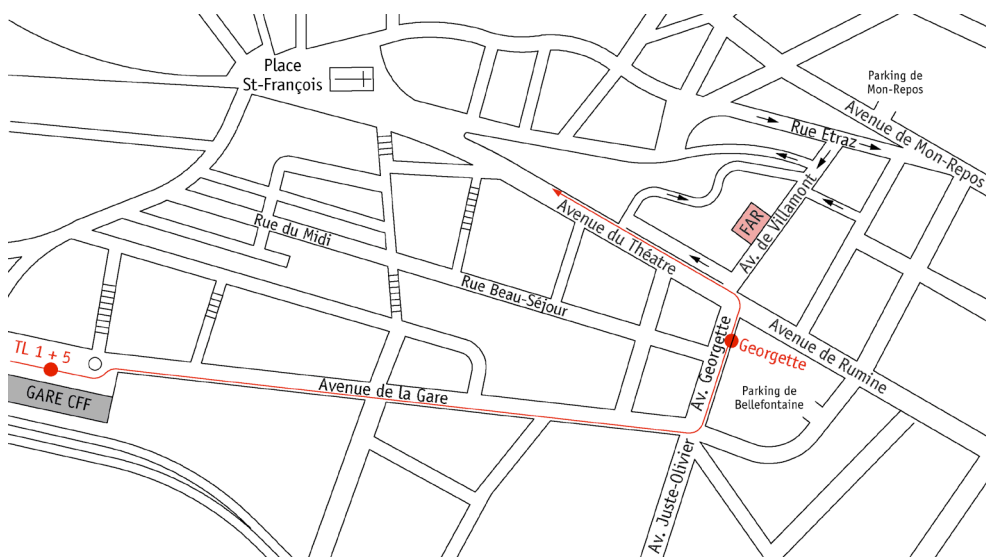 Place
St-François
Parking de
Mon-Repos
Avenue de Mon-Repos
Rue Etraz
FAR
Av. de Villamont
Avenue du Théatre
Rue du Midi
Rue Beau-Séjour
Av. Georgette
Georgette
Avenue de Rumine
TL 1 + 5
GARE CFF
Avenue de la Gare
Parking de
Bellefontaine
Av. Juste-Olivier